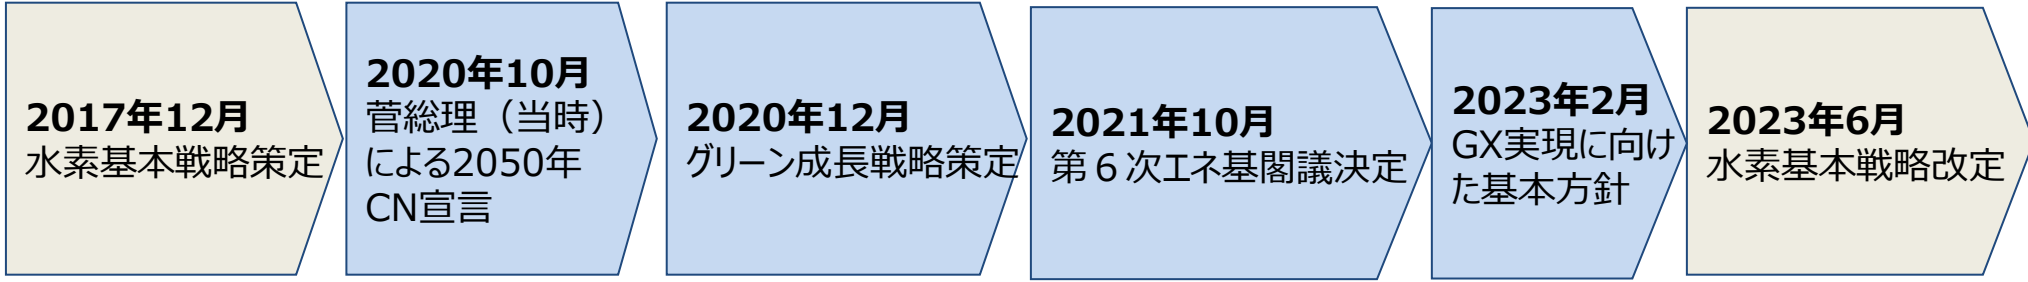 2017年12月
水素基本戦略策定
2020年10月
菅総理（当時）
による2050年
CN宣言
2020年12月
グリーン成長戦略策定
2021年10月
第６次エネ基閣議決定
2023年2月
GX実現に向け
た基本方針
2023年6月
水素基本戦略改定